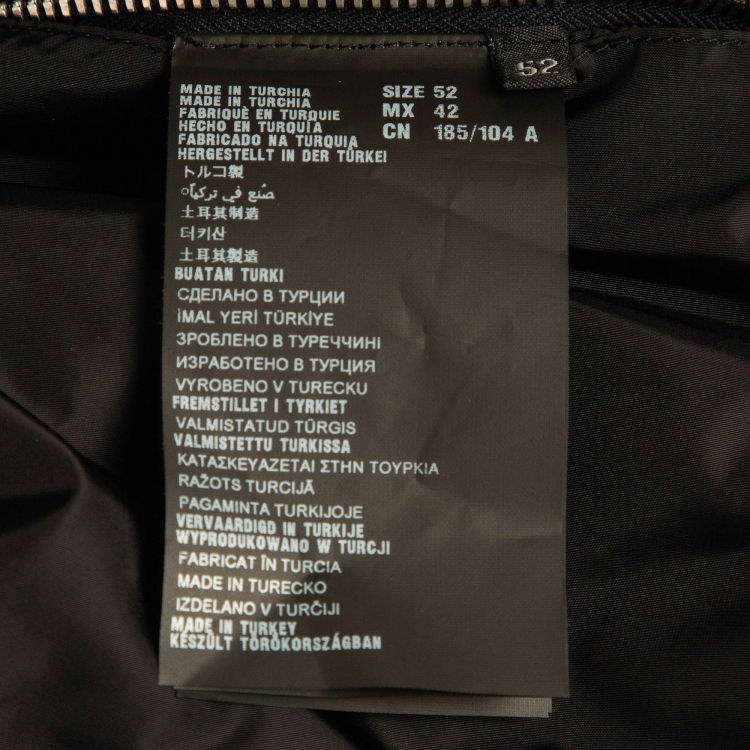 52
MADE IN TURCHIA
MADE IN TURCHIA
FABRIQUÈ EN TURQUIE
HECHO EN TURQUÍA
FABRICADO NA TURQUIA
HERGESTELLT IN DER TÜRKEI
トルコ製
صُنع في تركيا
土耳其制造
터키산
土耳其製造
BUATAN TURKI
СДЕЛАНО В ТУРЦИИ
İMAL YERİ TÜRKİYE
ЗРОБЛЕНО В ТУРЕЧЧИНІ
ИЗРАБОТЕНО В ТУРЦИЯ
VYROBENO V TURECKU
FREMSTILLET I TYRKIET
VALMISTATUD TÜRGIS
VALMISTETTU TURKISSA
ΚΑΤΑΣΚΕΥΑΖΕΤΑΙ ΣΤΗΝ ΤΟΥΡΚΙΑ
RAŽOTS TURCIJĀ
PAGAMINTA TURKIJOJE
VERVAARDIGD IN TURKIJE
WYPRODUKOWANO W TURCJI
FABRICAT ÎN TURCIA
MADE IN TURECKO
IZDELANO V TURČIJI
MADE IN TURKEY
KÉSZÜLT TÖRÖKORSZÁGBAN
SIZE 52
MX 42
CN 185/104 A